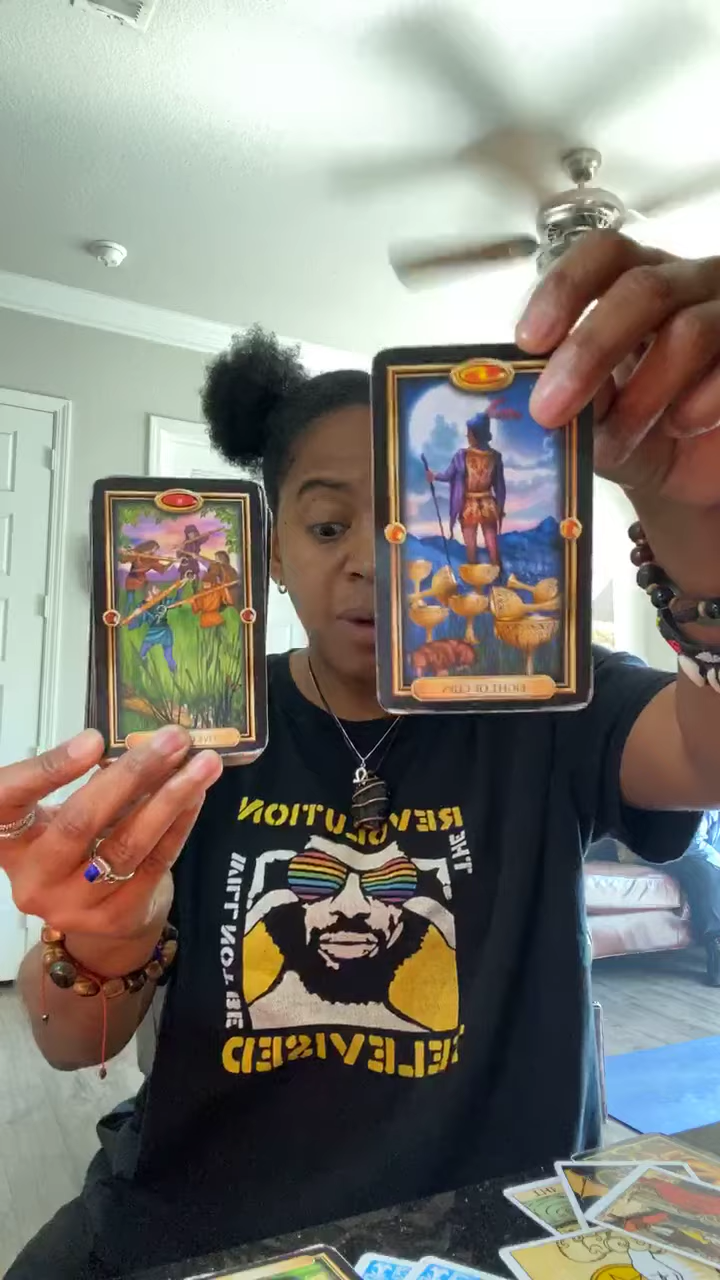 EIGHT OF CUPS
REVOLUTION
THE
WILL NOT BE
TELEVISED